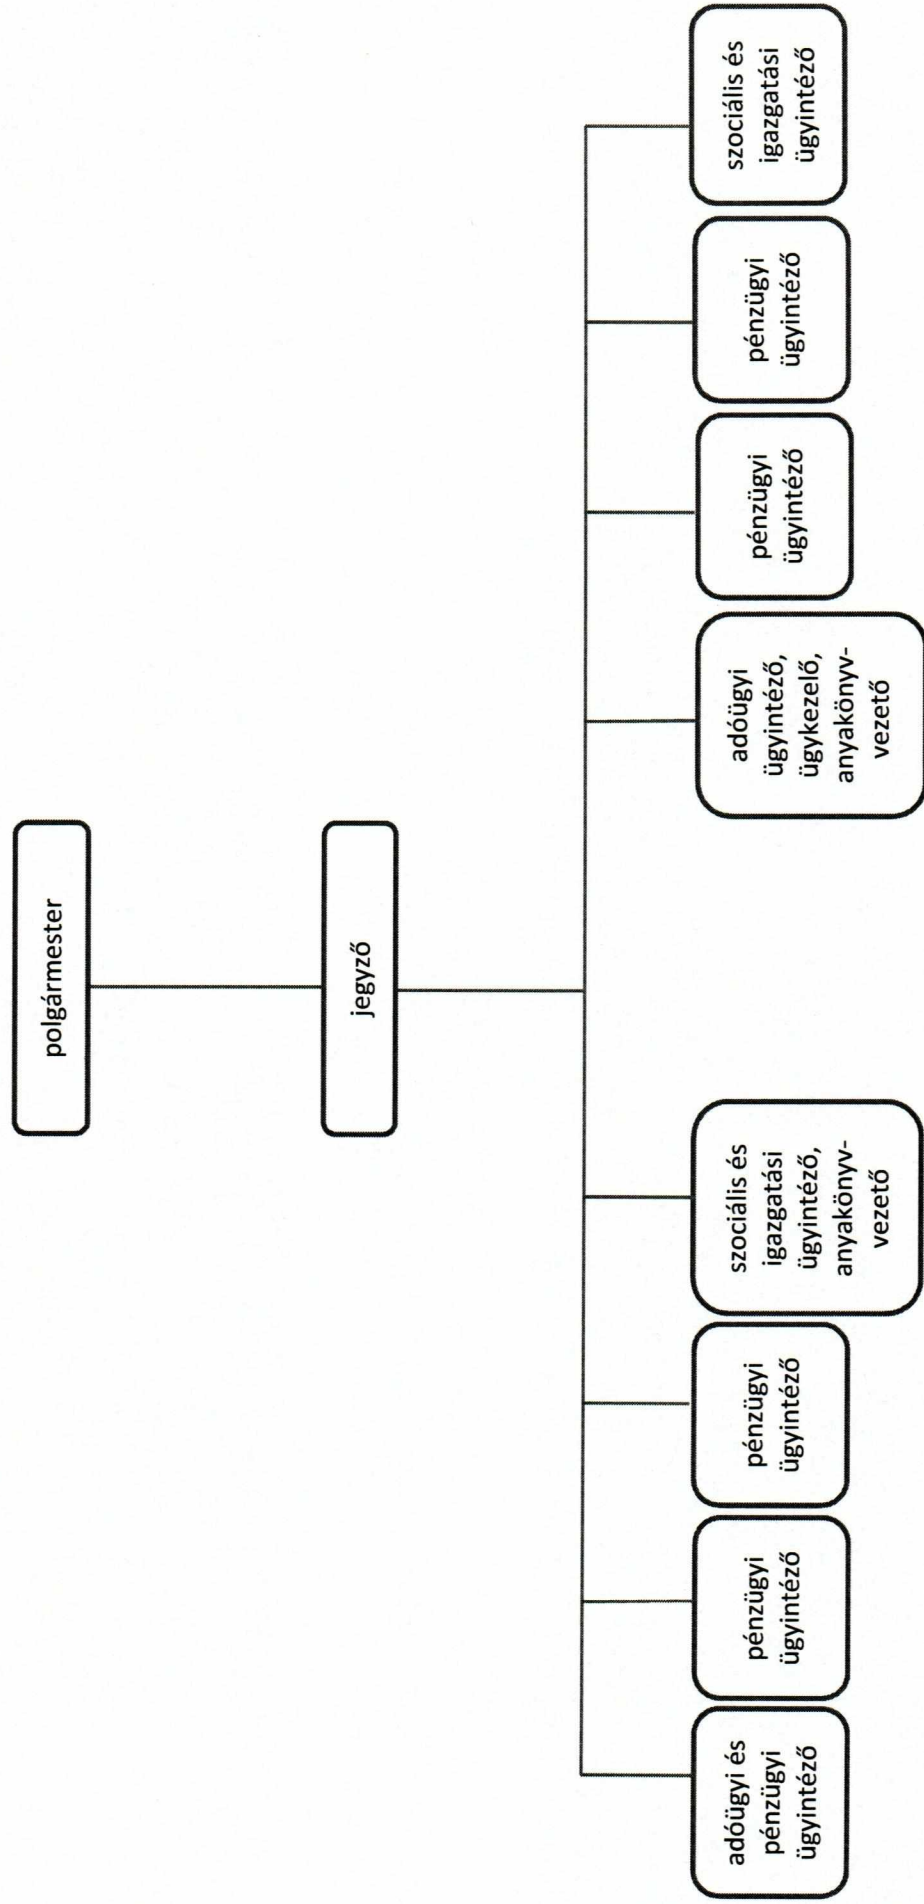 polgármester
jegyző
adóügyi és
pénzügyi
ügyintéző
pénzügyi
ügyintéző
pénzügyi
ügyintéző
szociális és
igazgatási
ügyintéző,
anyakönyv-
vezető
adóügyi
ügyintéző,
ügykezelő,
anyakönyv-
vezető
pénzügyi
ügyintéző
pénzügyi
ügyintéző
szociális és
igazgatási
ügyintéző